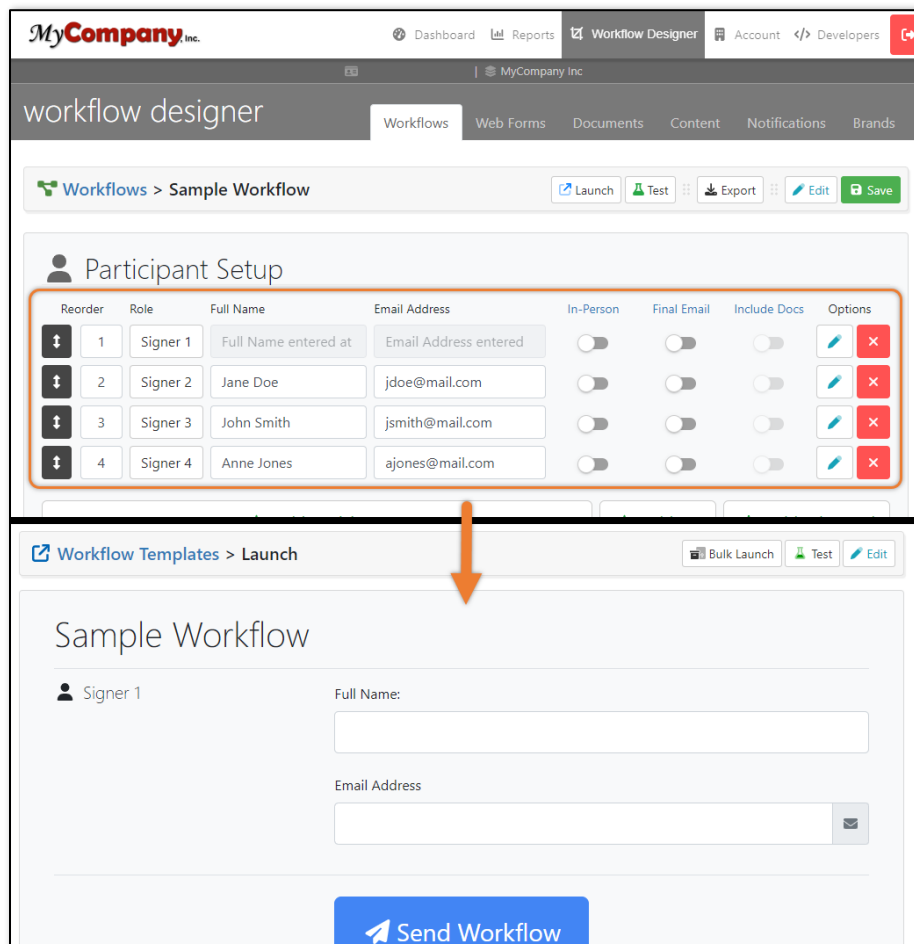 MyCompany, Inc.
Dashboard Reports Workflow Designer Account </> Developers
MyCompany Inc
workflow designer
Workflows Web Forms Documents Content Notifications Brands
Workflows > Sample Workflow
Launch Test Export Edit Save
Participant Setup
Reorder Role Full Name Email Address In-Person Final Email Include Docs Options
1 Signer 1 Full Name entered at Email Address entered
2 Signer 2 Jane Doe jdoe@mail.com
3 Signer 3 John Smith jsmith@mail.com
4 Signer 4 Anne Jones ajones@mail.com
Workflow Templates > Launch
Bulk Launch Test Edit
Sample Workflow
Signer 1
Full Name:
Email Address
Send Workflow